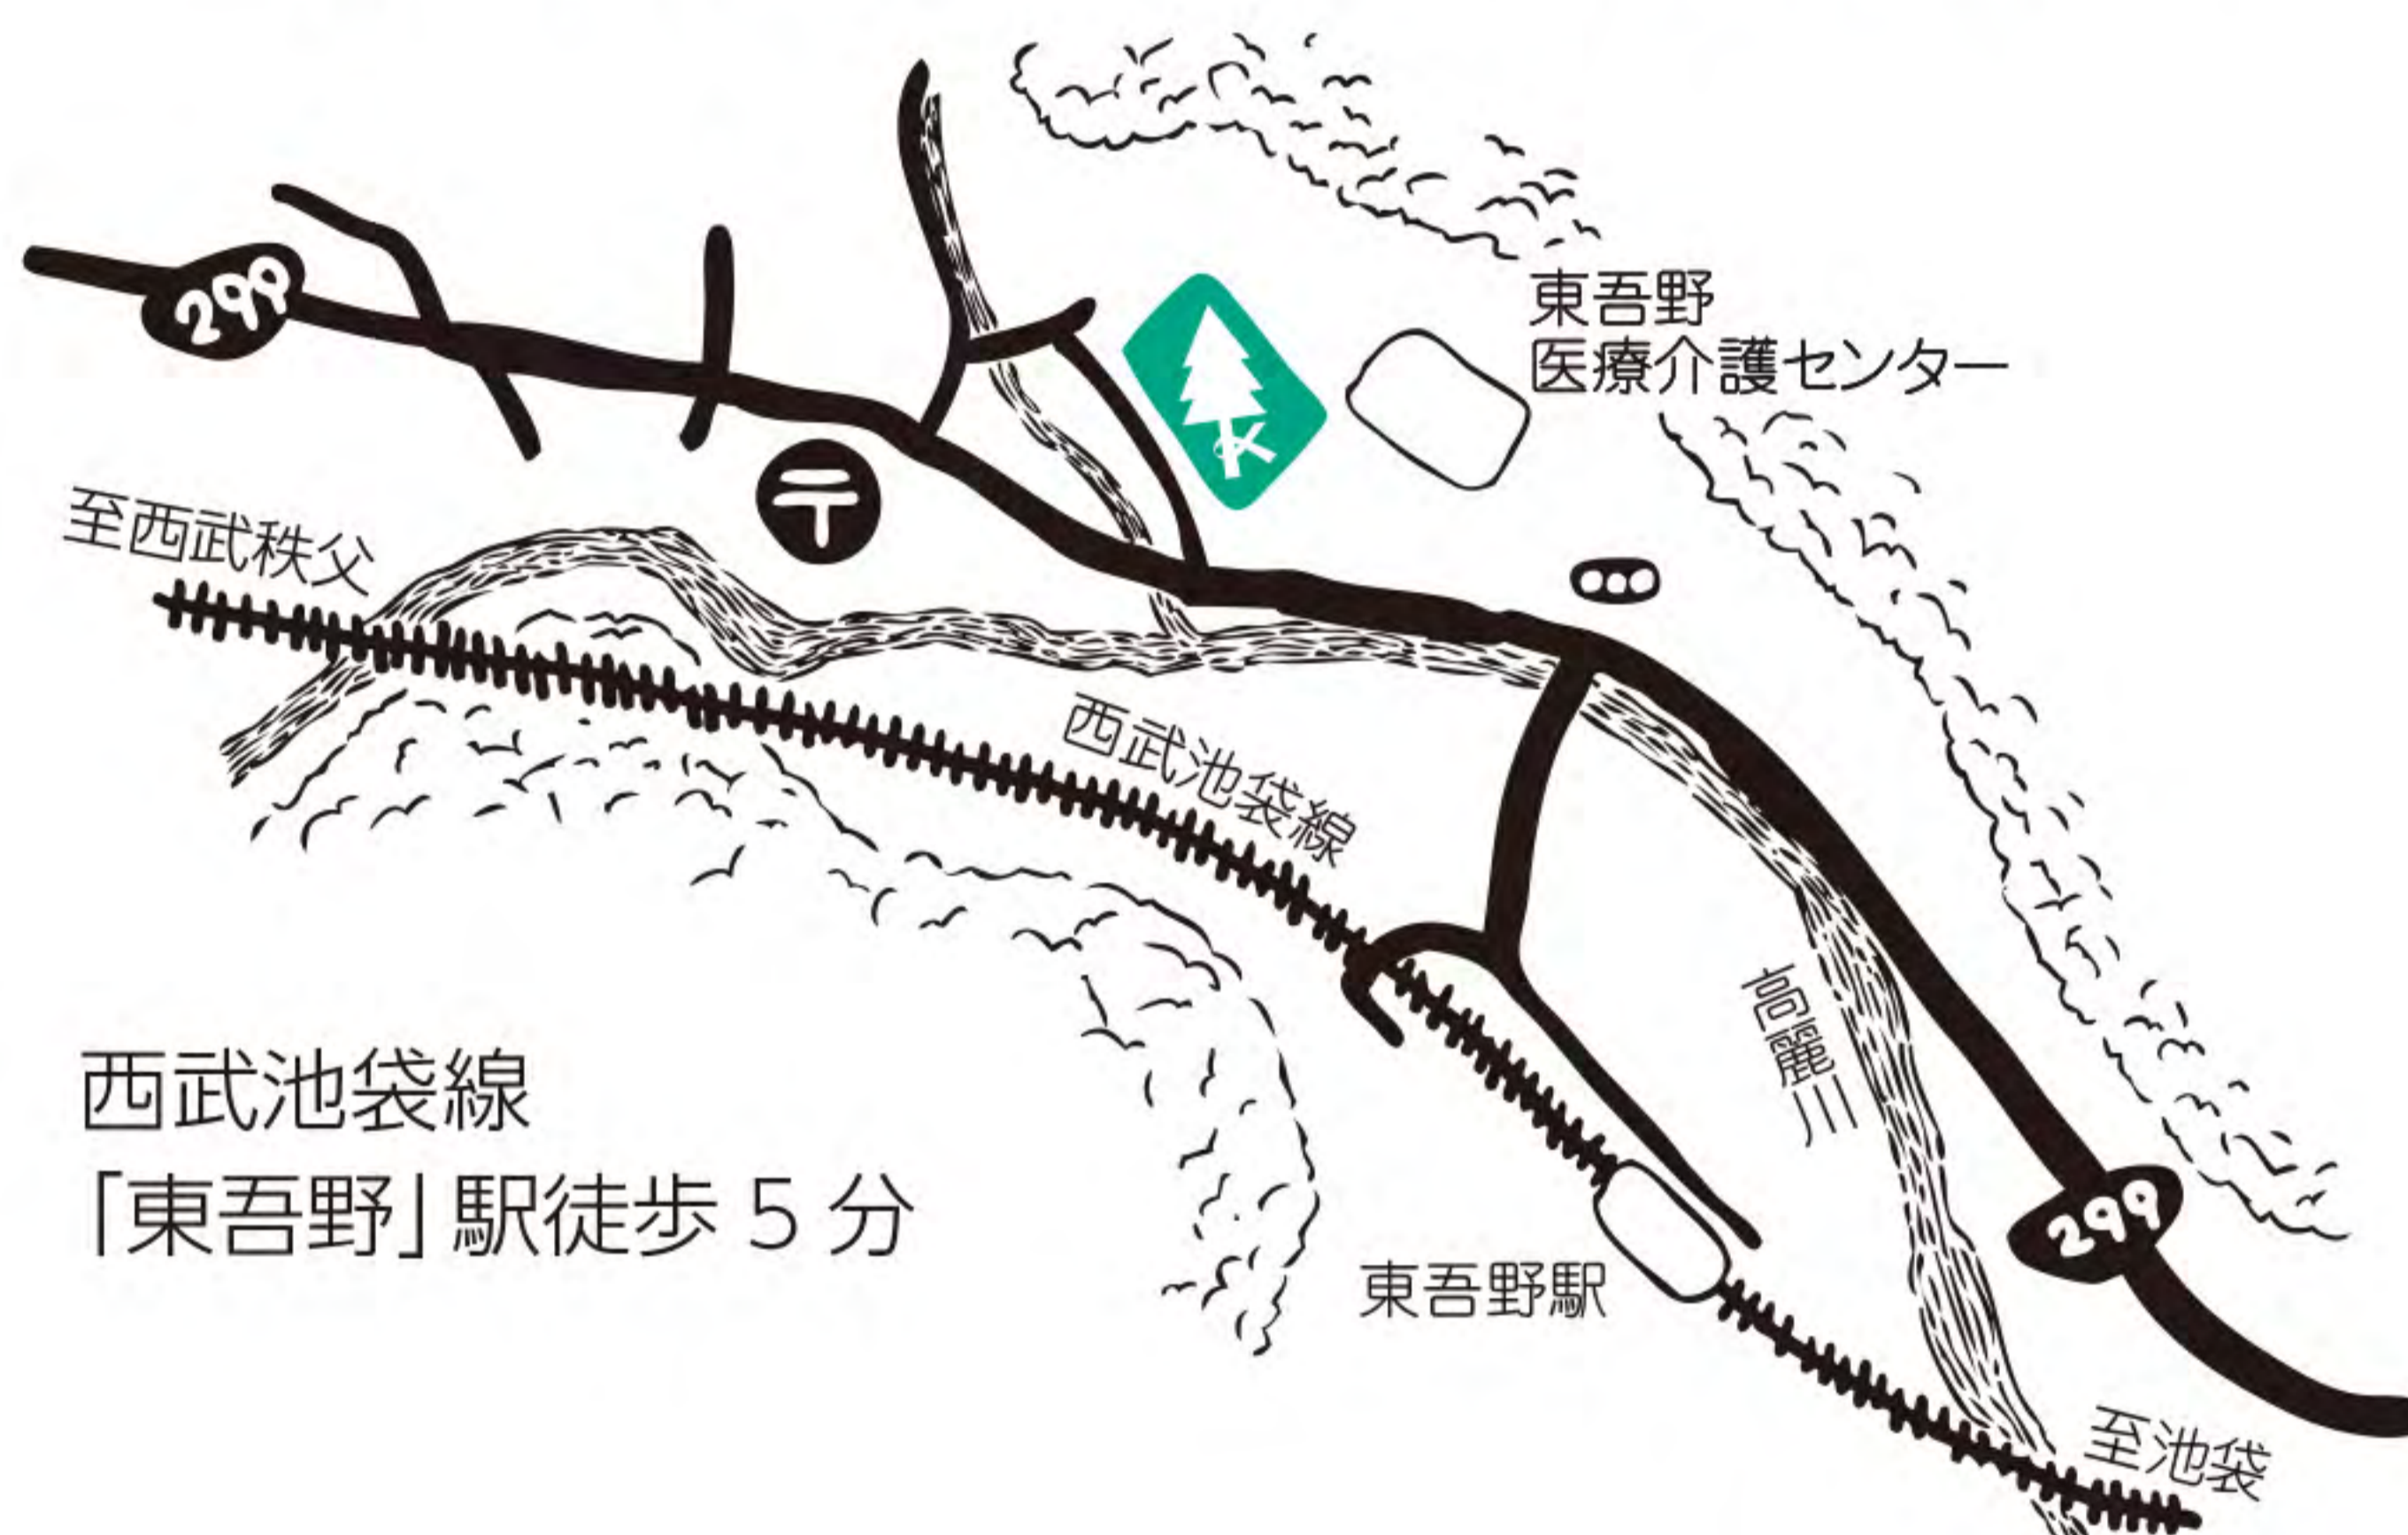 東吾野
医療介護センター
299
〒
至西武秩父
西武池袋線
高麗川
西武池袋線
「東吾野」駅徒歩 5 分
299
東吾野駅
至池袋
K